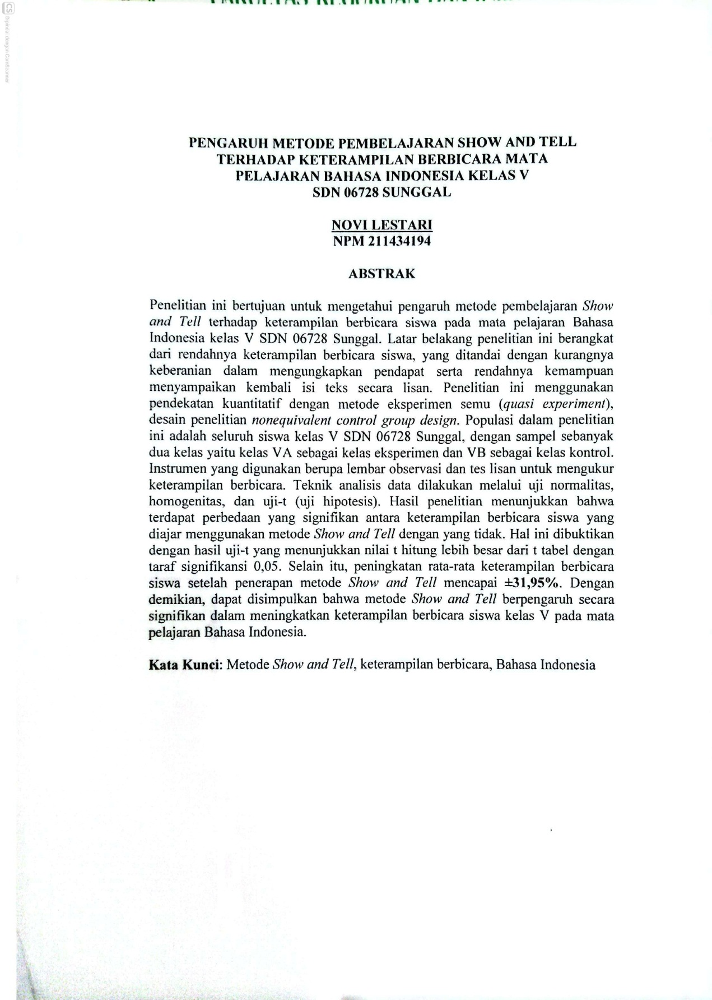 CS Dipindai dengan CamScanner
PENGARUH METODE PEMBELAJARAN SHOW AND TELL
TERHADAP KETERAMPILAN BERBICARA MATA
PELAJARAN BAHASA INDONESIA KELAS V
SDN 06728 SUNGGAL
NOVI LESTARI
NPM 211434194
ABSTRAK
Penelitian ini bertujuan untuk mengetahui pengaruh metode pembelajaran Show
and Tell terhadap keterampilan berbicara siswa pada mata pelajaran Bahasa
Indonesia kelas V SDN 06728 Sunggal. Latar belakang penelitian ini berangkat
dari rendahnya keterampilan berbicara siswa, yang ditandai dengan kurangnya
keberanian dalam mengungkapkan pendapat serta rendahnya kemampuan
menyampaikan kembali isi teks secara lisan. Penelitian ini menggunakan
pendekatan kuantitatif dengan metode eksperimen semu (quasi experiment),
desain penelitian nonequivalent control group design. Populasi dalam penelitian
ini adalah seluruh siswa kelas V SDN 06728 Sunggal, dengan sampel sebanyak
dua kelas yaitu kelas VA sebagai kelas eksperimen dan VB sebagai kelas kontrol.
Instrumen yang digunakan berupa lembar observasi dan tes lisan untuk mengukur
keterampilan berbicara. Teknik analisis data dilakukan melalui uji normalitas,
homogenitas, dan uji-t (uji hipotesis). Hasil penelitian menunjukkan bahwa
terdapat perbedaan yang signifikan antara keterampilan berbicara siswa yang
diajar menggunakan metode Show and Tell dengan yang tidak. Hal ini dibuktikan
dengan hasil uji-t yang menunjukkan nilai t hitung lebih besar dari t tabel dengan
taraf signifikansi 0,05. Selain itu, peningkatan rata-rata keterampilan berbicara
siswa setelah penerapan metode Show and Tell mencapai ±31,95%. Dengan
demikian, dapat disimpulkan bahwa metode Show and Tell berpengaruh secara
signifikan dalam meningkatkan keterampilan berbicara siswa kelas V pada mata
pelajaran Bahasa Indonesia.
Kata Kunci: Metode Show and Tell, keterampilan berbicara, Bahasa Indonesia